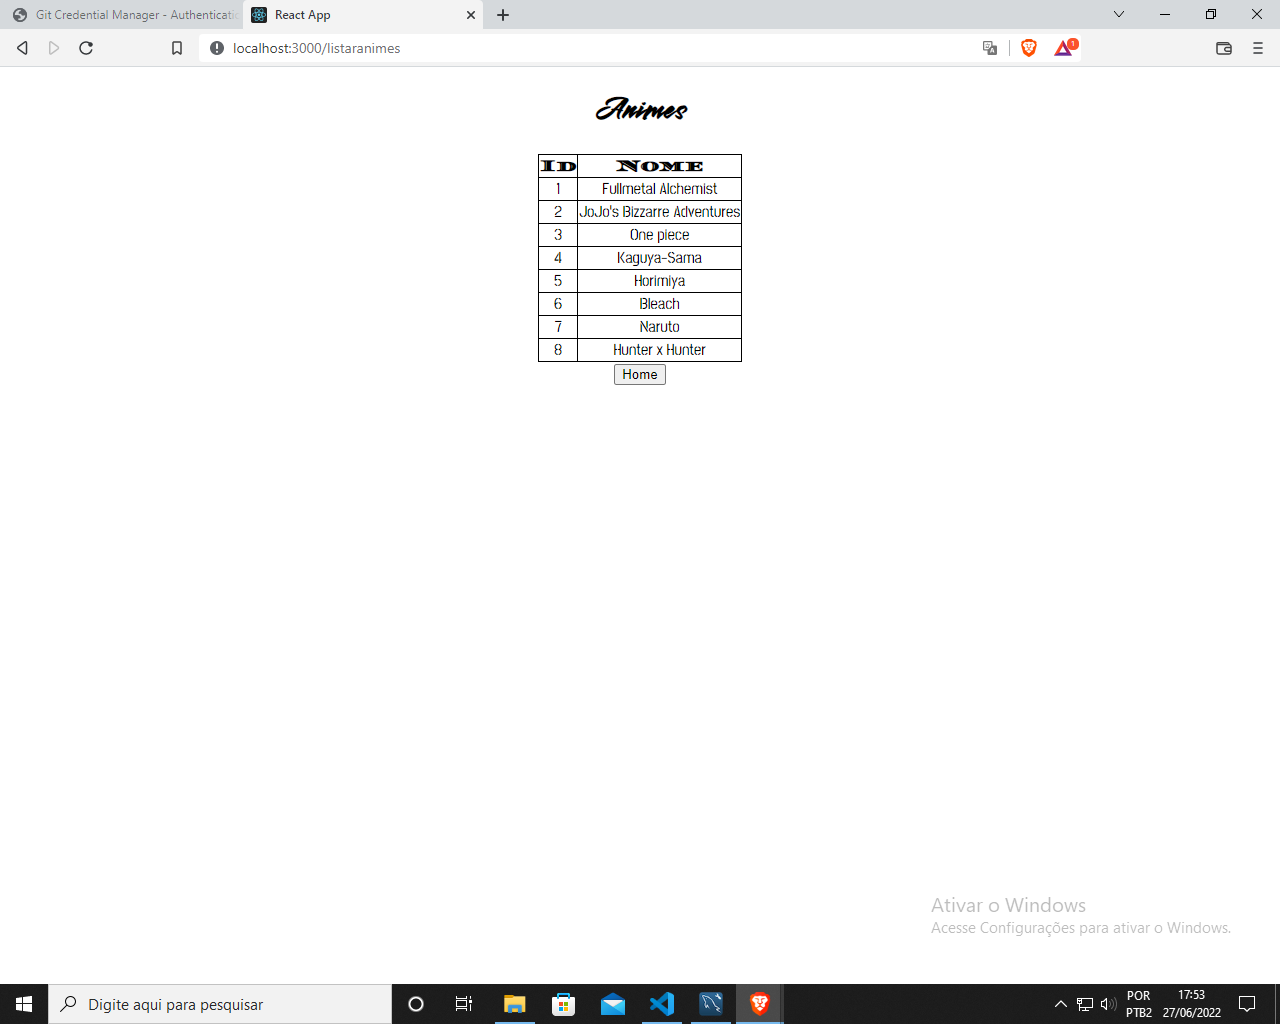 Git Credential Manager - Authenticati
React App
localhost:3000/listaranimes
1
Animes
Id Nome
1 Fullmetal Alchemist
2 JoJo's Bizzarre Adventures
3 One piece
4 Kaguya-Sama
5 Horimiya
6 Bleach
7 Naruto
8 Hunter x Hunter
Home
Ativar o Windows
Acesse Configurações para ativar o Windows.
Digite aqui para pesquisar
POR
PTB2
17:53
27/06/2022